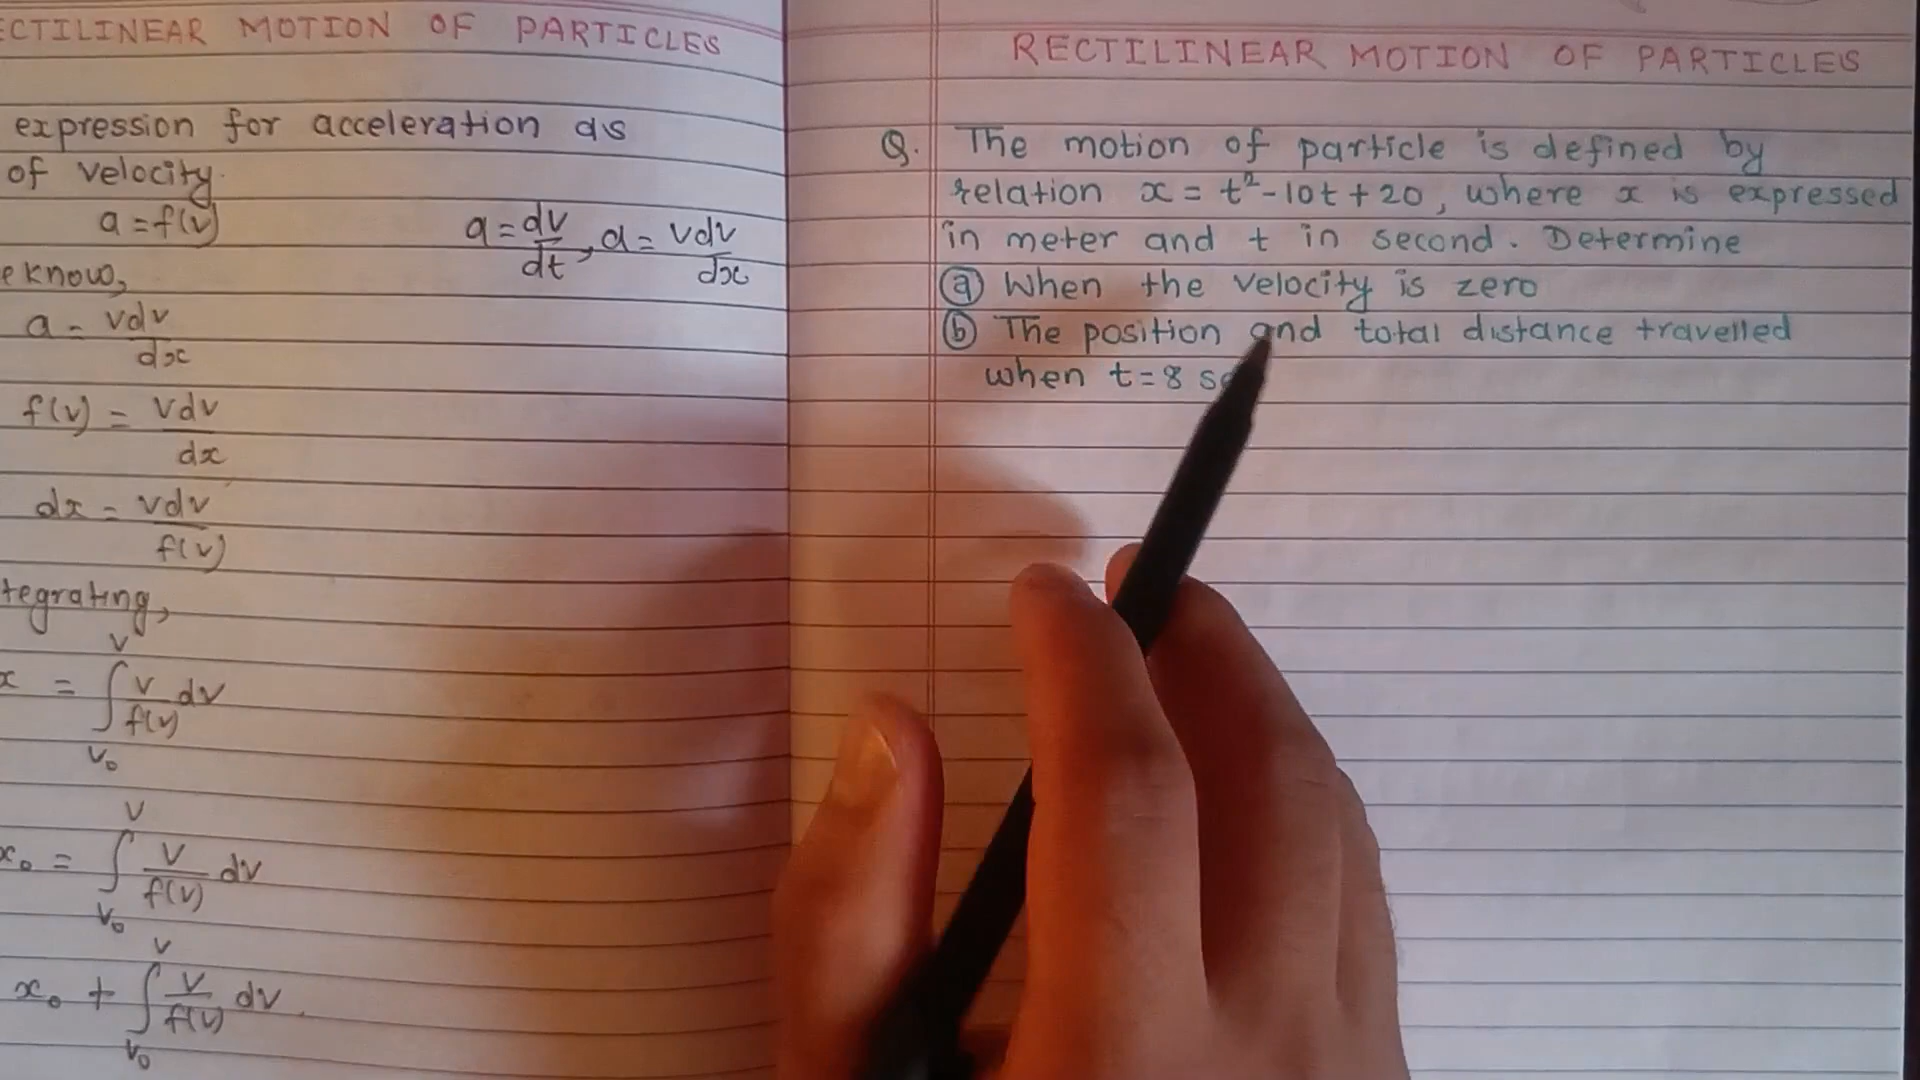 RECTILINEAR MOTION OF PARTICLES
expression for acceleration as
of velocity.
a = f(v)
a = dv/dt, a = vdv/dx
know,
a = vdv/dx
f(v) = vdv/dx
dx = vdv/f(v)
tegrating,
x = ∫ v/f(v) dv
v
v₀
x₀ = ∫ v/f(v) dv
v
v₀
x₀ + ∫ v/f(v) dv.
v
v₀
RECTILINEAR MOTION OF PARTICLES
Q. The motion of particle is defined by
relation x = t²-10t+20, where x is expressed
in meter and t in second. Determine
(a) When the velocity is zero
(b) The position and total distance travelled
when t=8